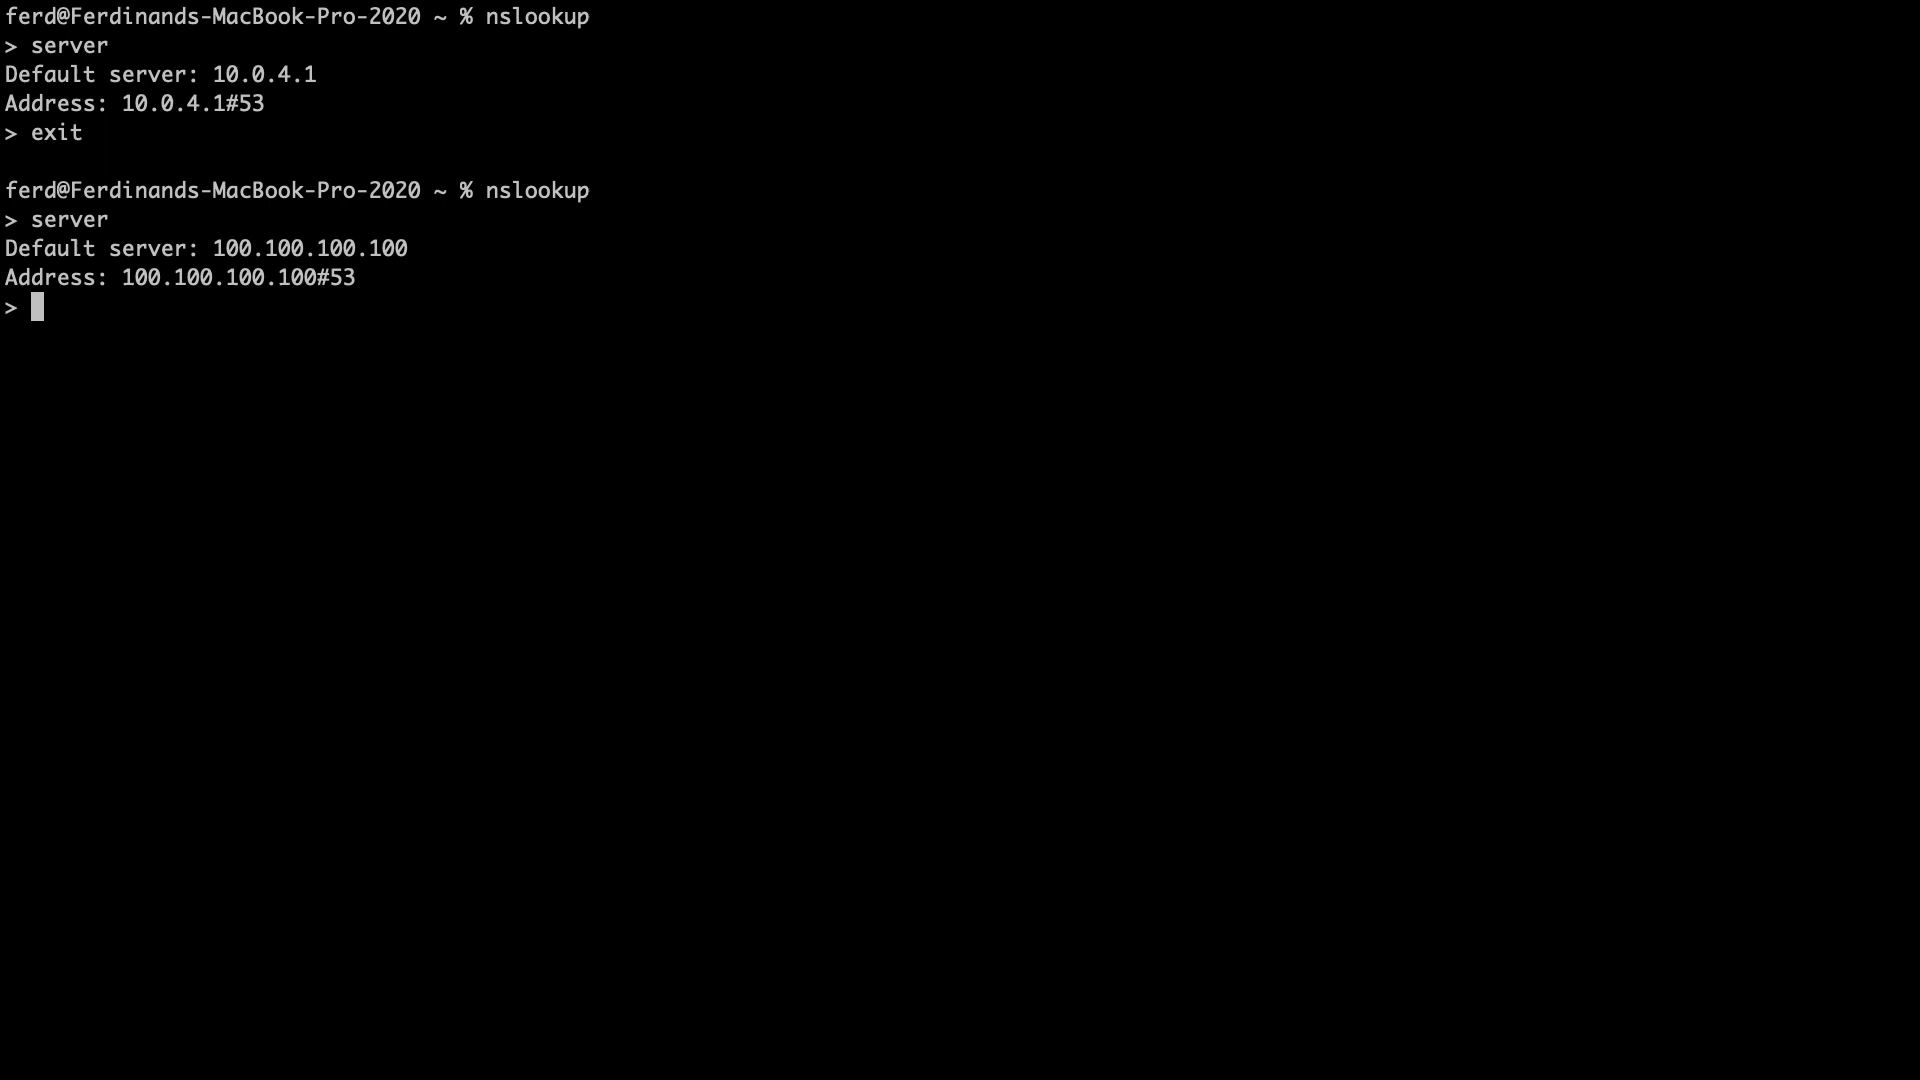 ferd@Ferdinands-MacBook-Pro-2020 ~ % nslookup
> server
Default server: 10.0.4.1
Address: 10.0.4.1#53
> exit

ferd@Ferdinands-MacBook-Pro-2020 ~ % nslookup
> server
Default server: 100.100.100.100
Address: 100.100.100.100#53
>